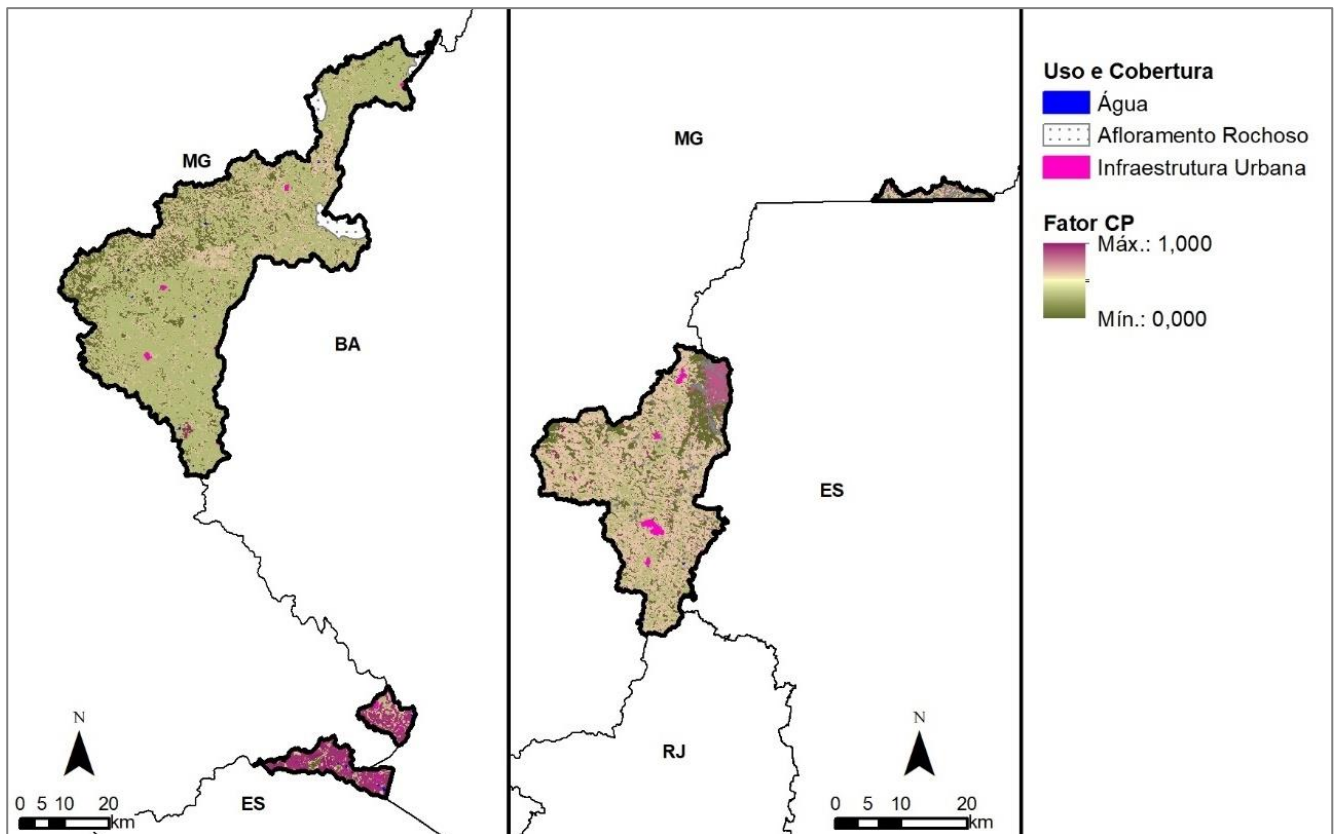 MG
BA
N
0 5 10 20
km
ES
MG
ES
RJ
N
0 5 10 20
km
Uso e Cobertura
Água
Afloramento Rochoso
Infraestrutura Urbana
Fator CP
Máx.: 1,000
Mín.: 0,000